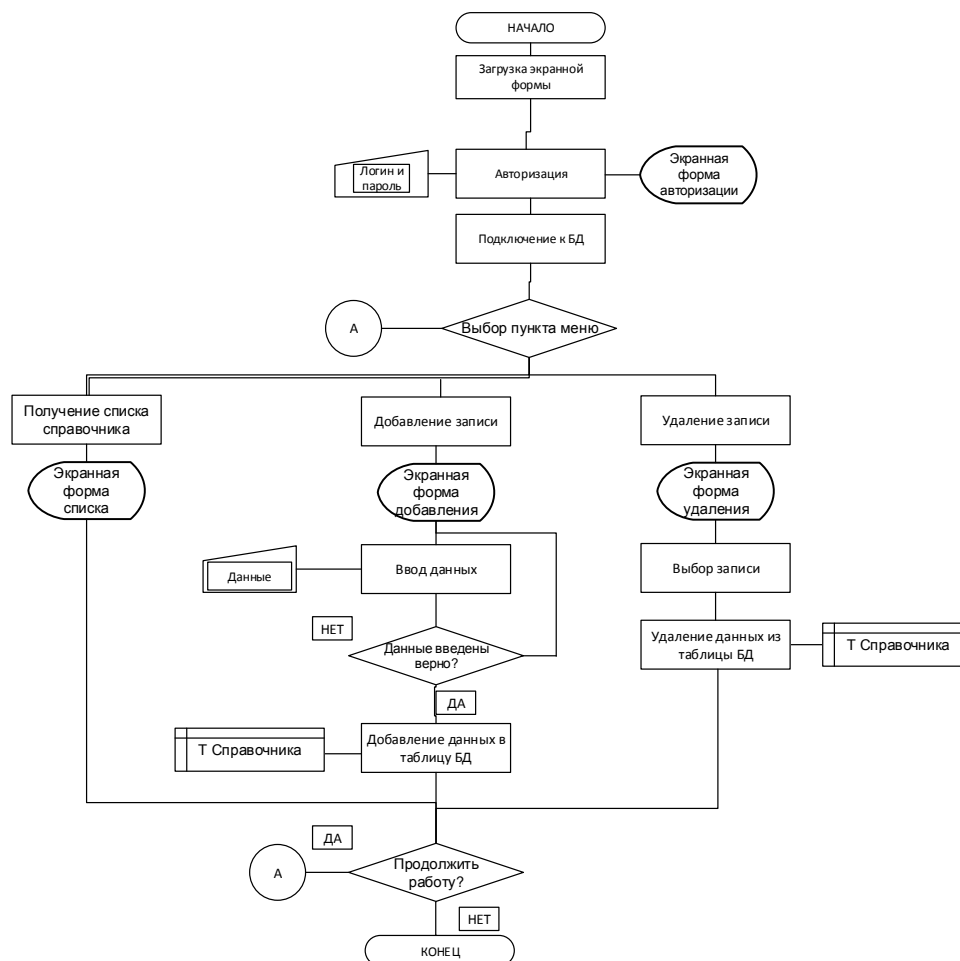 НАЧАЛО
Загрузка экранной
формы
Логин и
пароль
Авторизация
Экранная
форма
авторизации
Подключение к БД
А
Выбор пункта меню
Получение списка
справочника
Добавление записи
Удаление записи
Экранная
форма
списка
Экранная
форма
добавления
Экранная
форма
удаления
Данные
Ввод данных
Выбор записи
НЕТ
Данные введены
верно?
Удаление данных из
таблицы БД
Т Справочника
ДА
Т Справочника
Добавление данных в
таблицу БД
ДА
А
Продолжить
работу?
НЕТ
КОНЕЦ